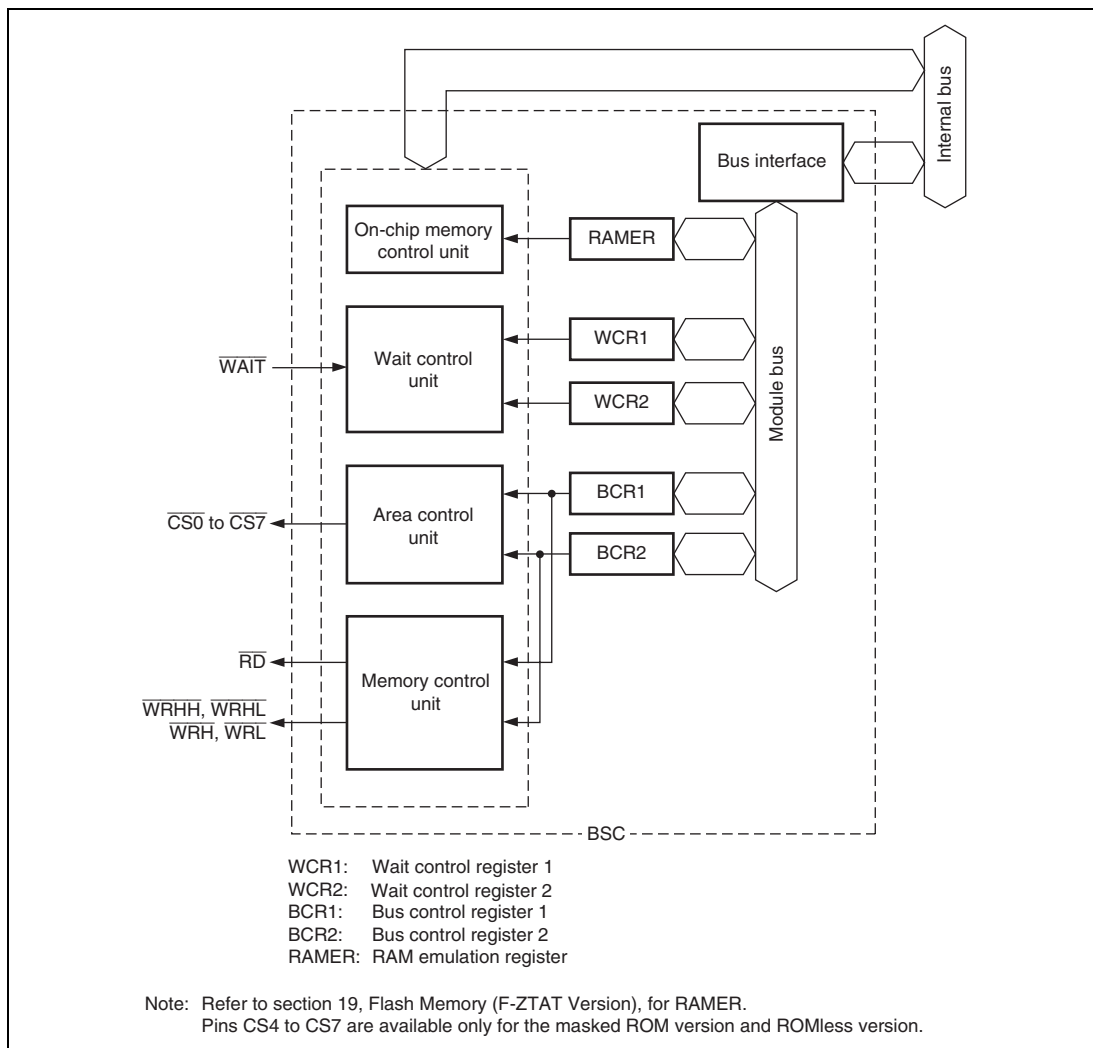 Internal bus
Bus interface
On-chip memory
control unit
RAMER
WAIT
Wait control
unit
WCR1
WCR2
Module bus
CS0 to CS7
Area control
unit
BCR1
BCR2
RD
WRHH, WRHL
WRH, WRL
Memory control
unit
BSC
WCR1: Wait control register 1
WCR2: Wait control register 2
BCR1: Bus control register 1
BCR2: Bus control register 2
RAMER: RAM emulation register
Note: Refer to section 19, Flash Memory (F-ZTAT Version), for RAMER.
Pins CS4 to CS7 are available only for the masked ROM version and ROMless version.